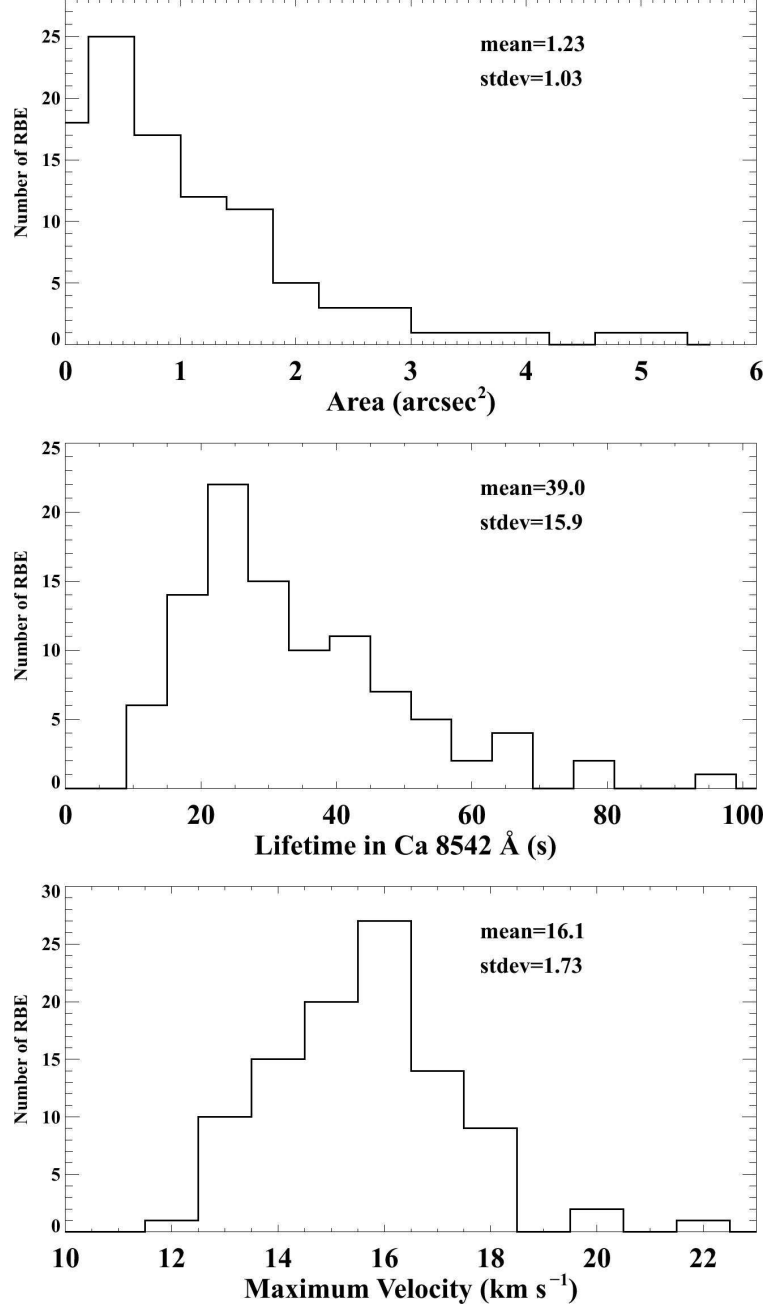 25
20
15
10
5
0
Number of RBE
mean=1.23
stdev=1.03
0 1 2 3 4 5 6
Area (arcsec²)
25
20
15
10
5
0
Number of RBE
mean=39.0
stdev=15.9
0 20 40 60 80 100
Lifetime in Ca 8542 Å (s)
30
25
20
15
10
5
0
Number of RBE
mean=16.1
stdev=1.73
10 12 14 16 18 20 22
Maximum Velocity (km s⁻¹)